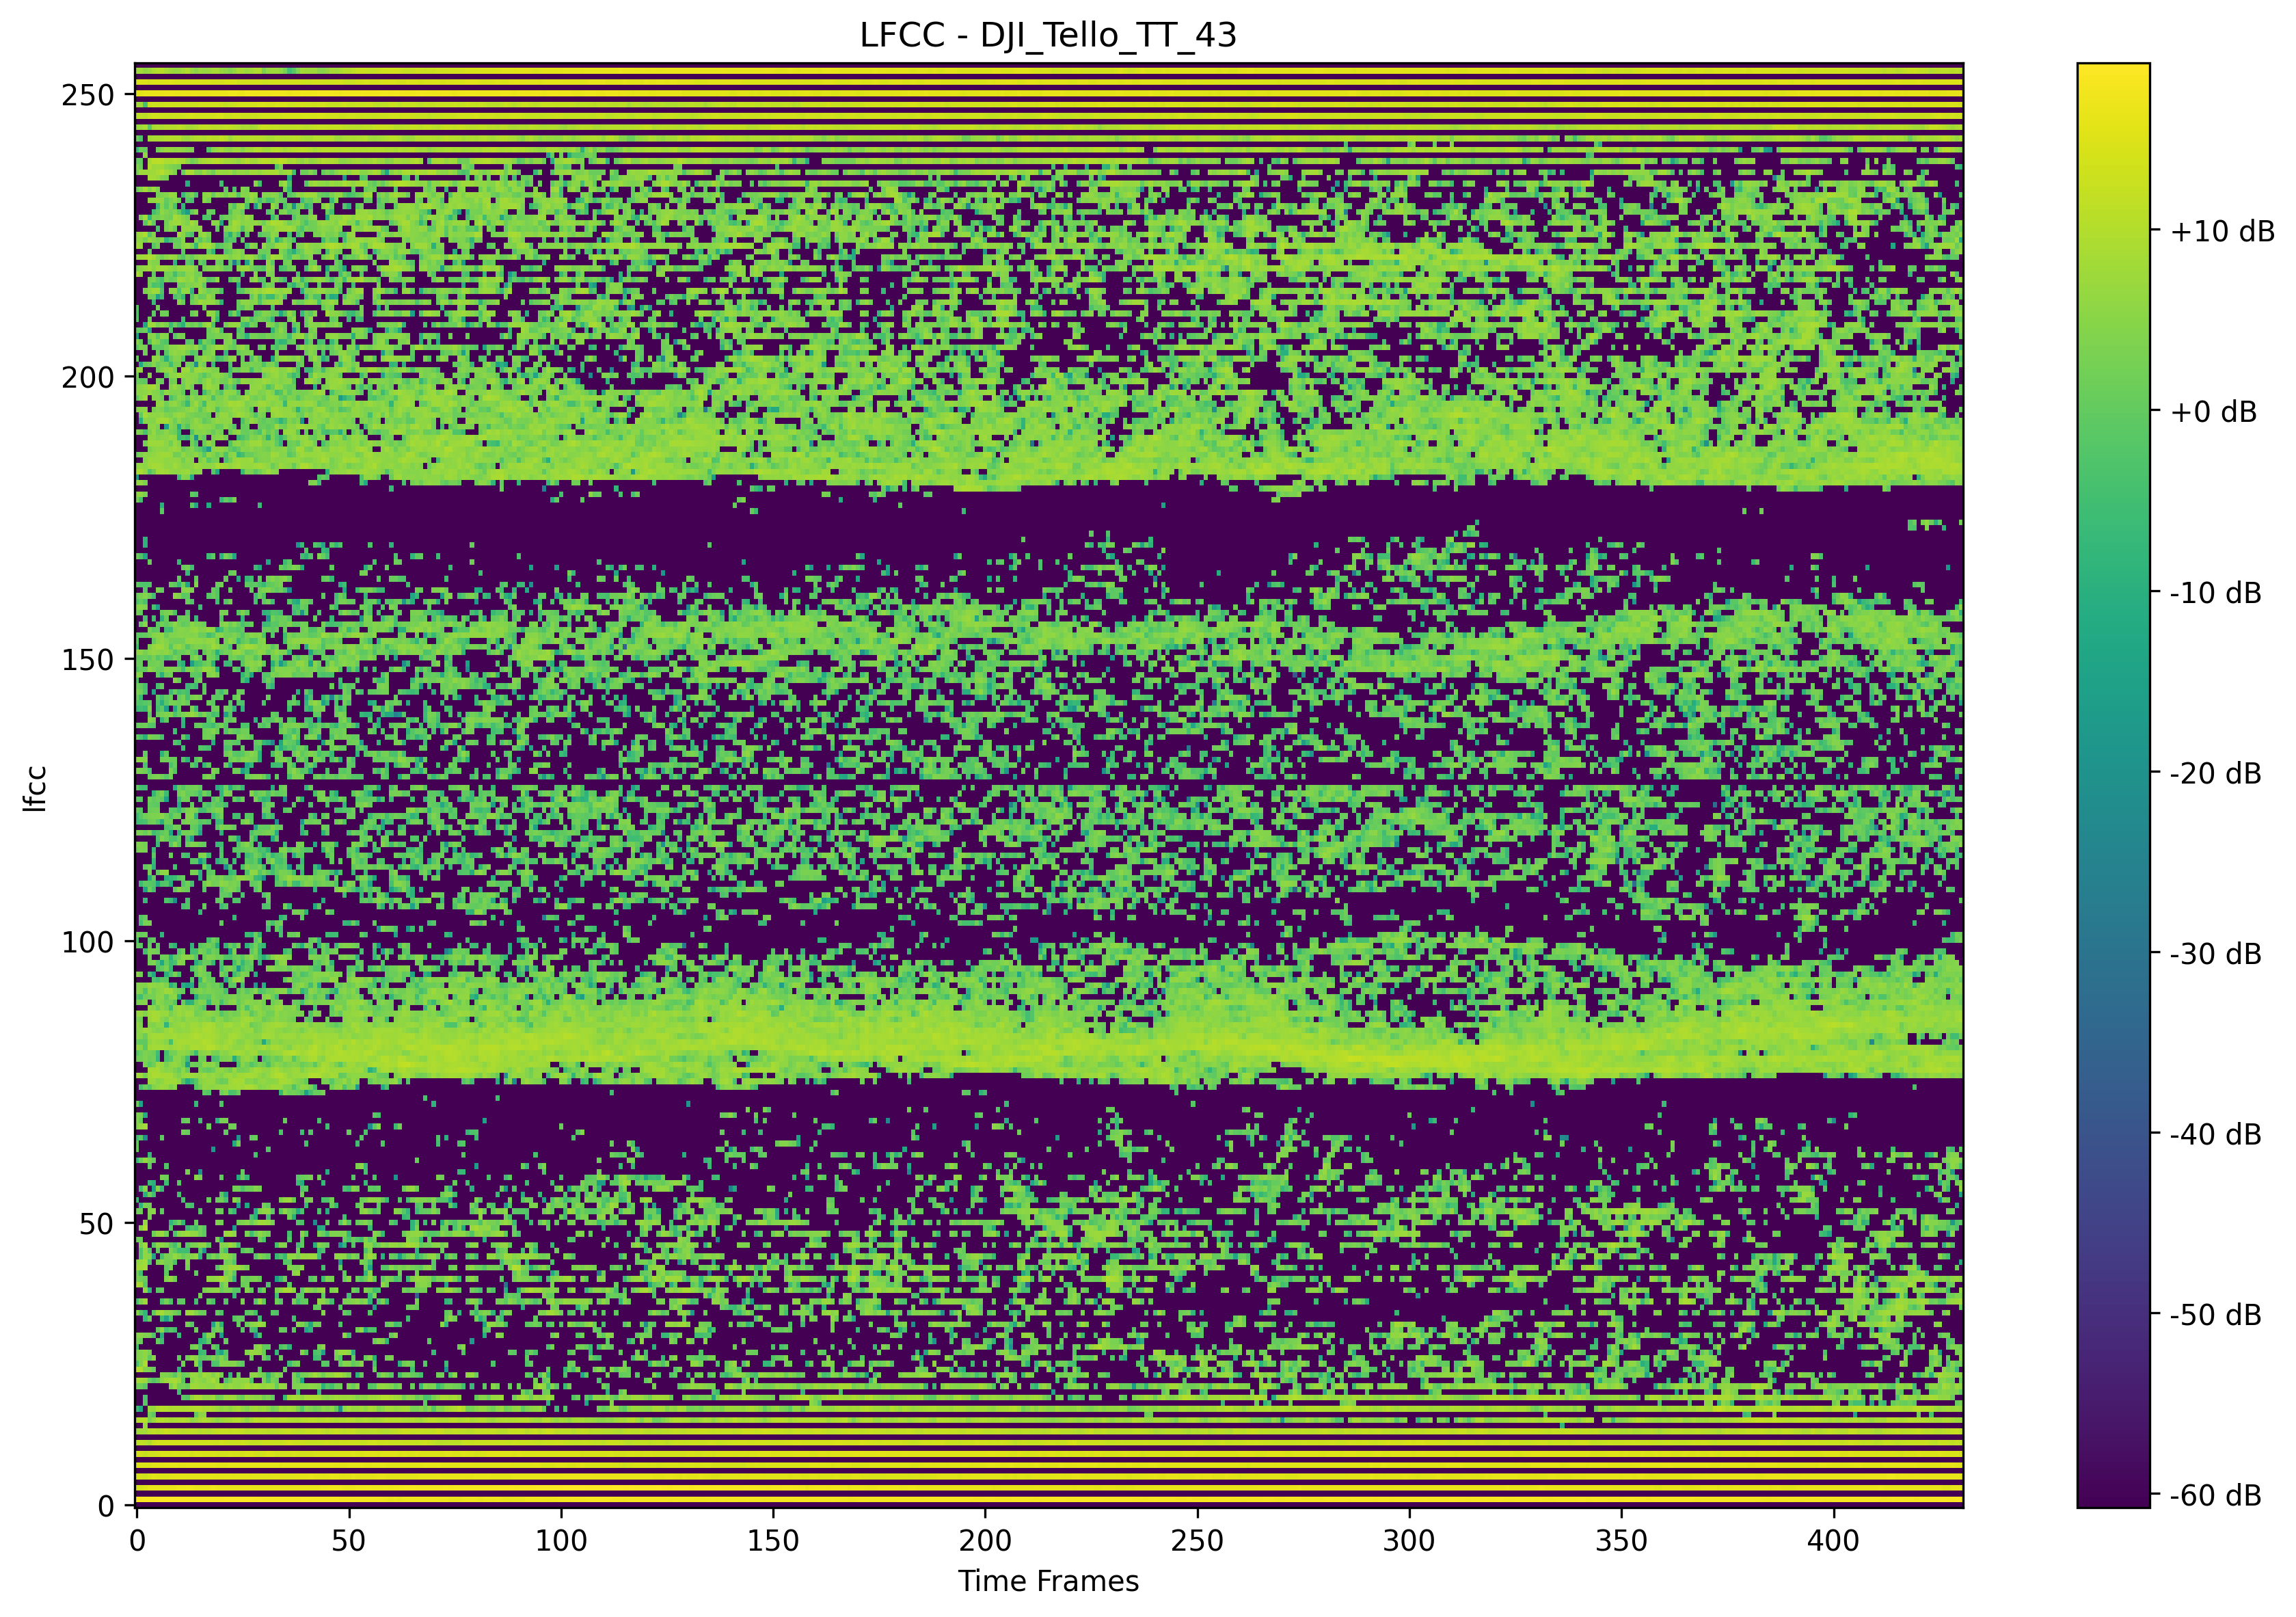 LFCC - DJI_Tello_TT_43
250
200
150
100
50
0
lfcc
0 50 100 150 200 250 300 350 400
Time Frames
+10 dB
+0 dB
-10 dB
-20 dB
-30 dB
-40 dB
-50 dB
-60 dB